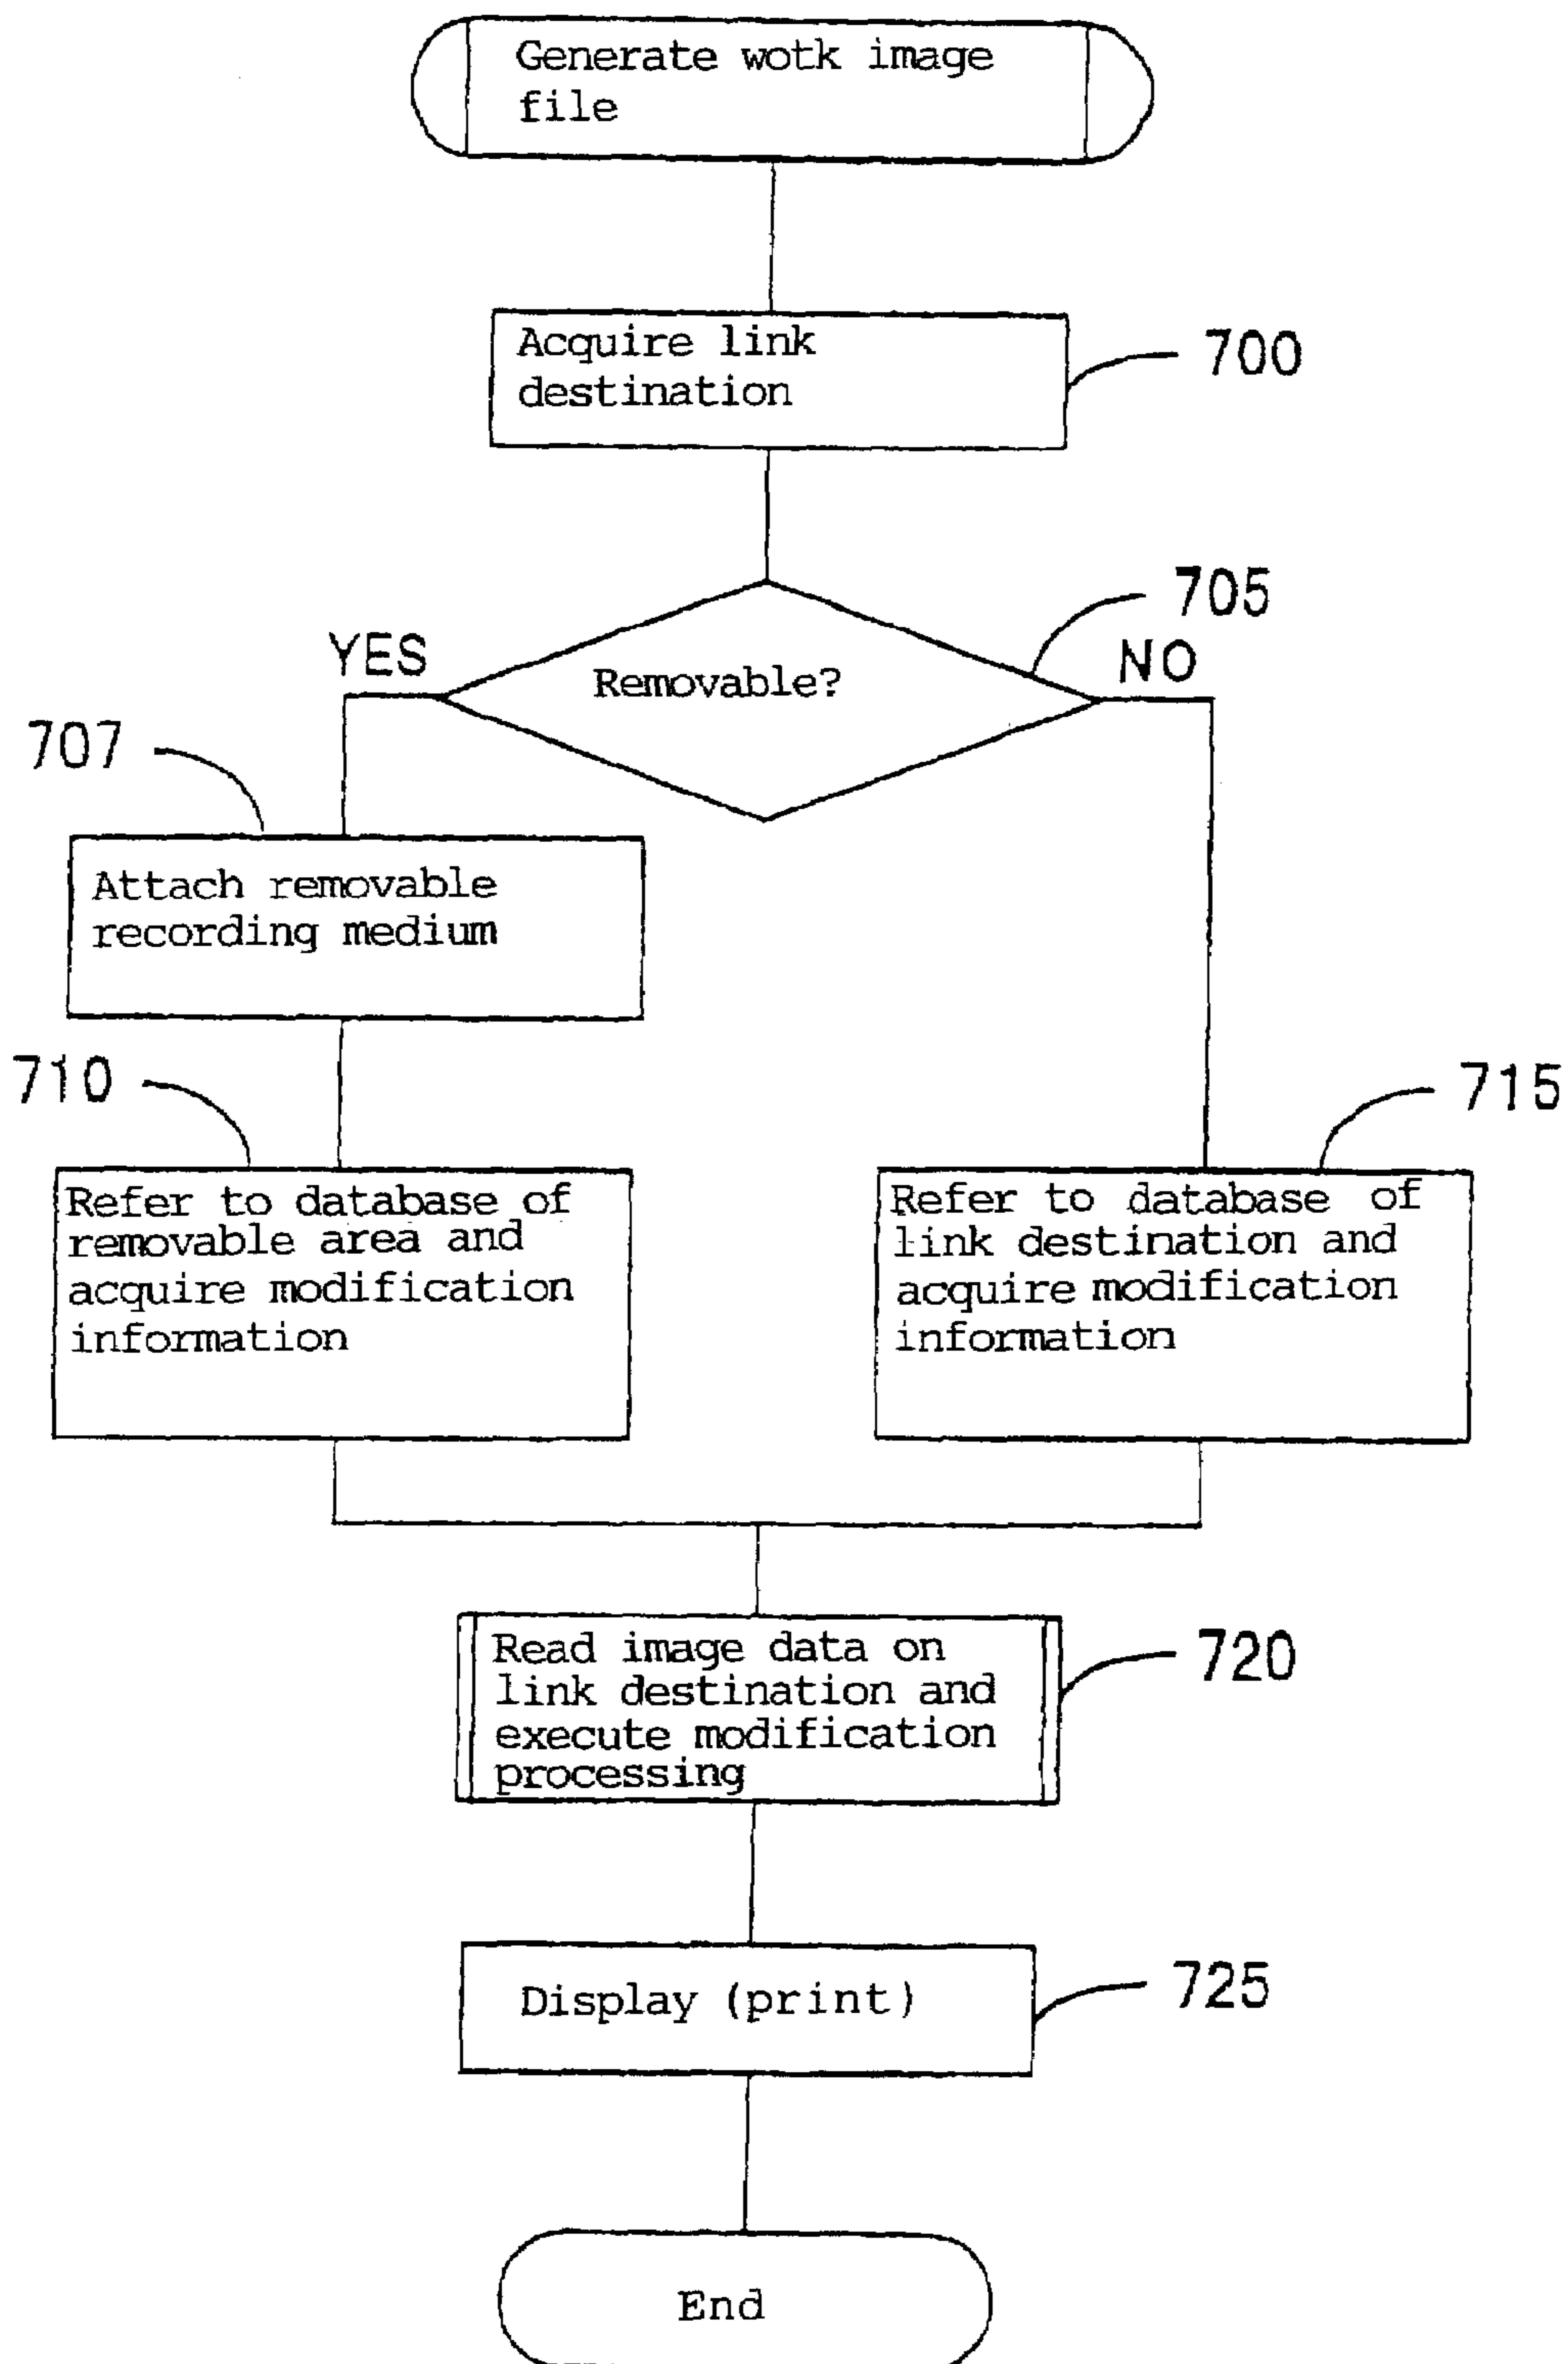 Generate wotk image
file
Acquire link
destination
700
705
YES
Removable?
NO
707
Attach removable
recording medium
710
715
Refer to database of
removable area and
acquire modification
information
Refer to database of
link destination and
acquire modification
information
Read image data on
link destination and
execute modification
processing
720
Display (print)
725
End